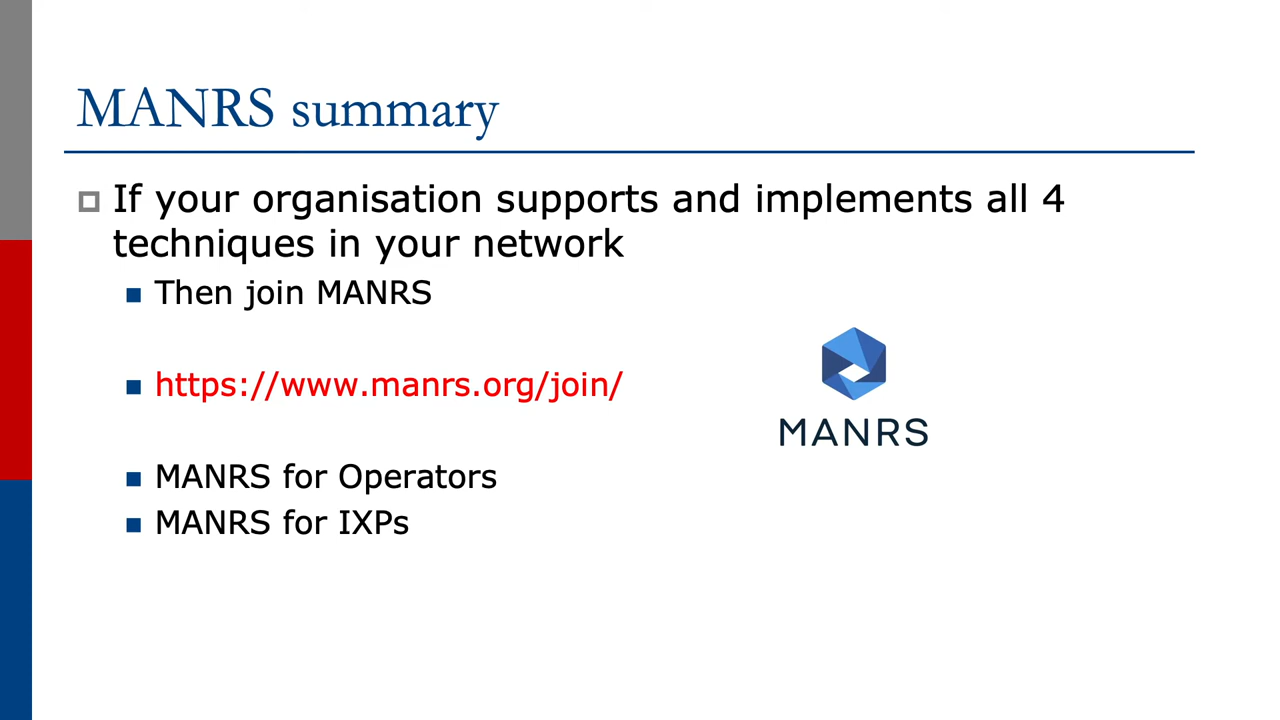 MANRS summary
If your organisation supports and implements all 4
techniques in your network
Then join MANRS
https://www.manrs.org/join/
MANRS
MANRS for Operators
MANRS for IXPs